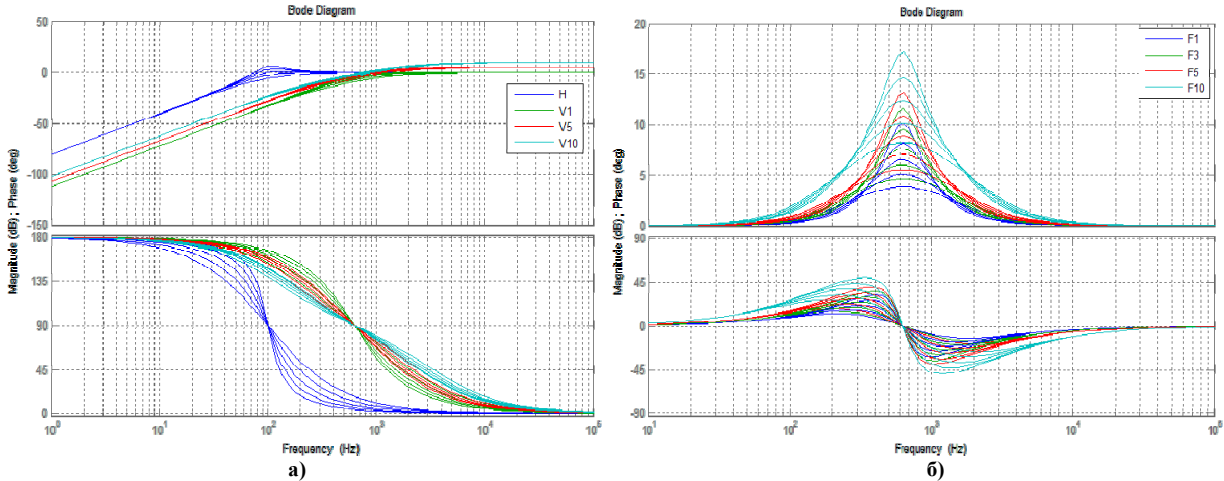 Bode Diagram
50
0
-50
-100
-150
H
V1
V5
V10
180
135
90
45
0
Magnitude (dB) ; Phase (deg)
10^0
10^1
10^2
10^3
10^4
10^5
Frequency (Hz)
а)
Bode Diagram
20
15
10
5
0
F1
F3
F5
F10
90
45
0
-45
-90
Magnitude (dB) ; Phase (deg)
10^1
10^2
10^3
10^4
10^5
Frequency (Hz)
б)